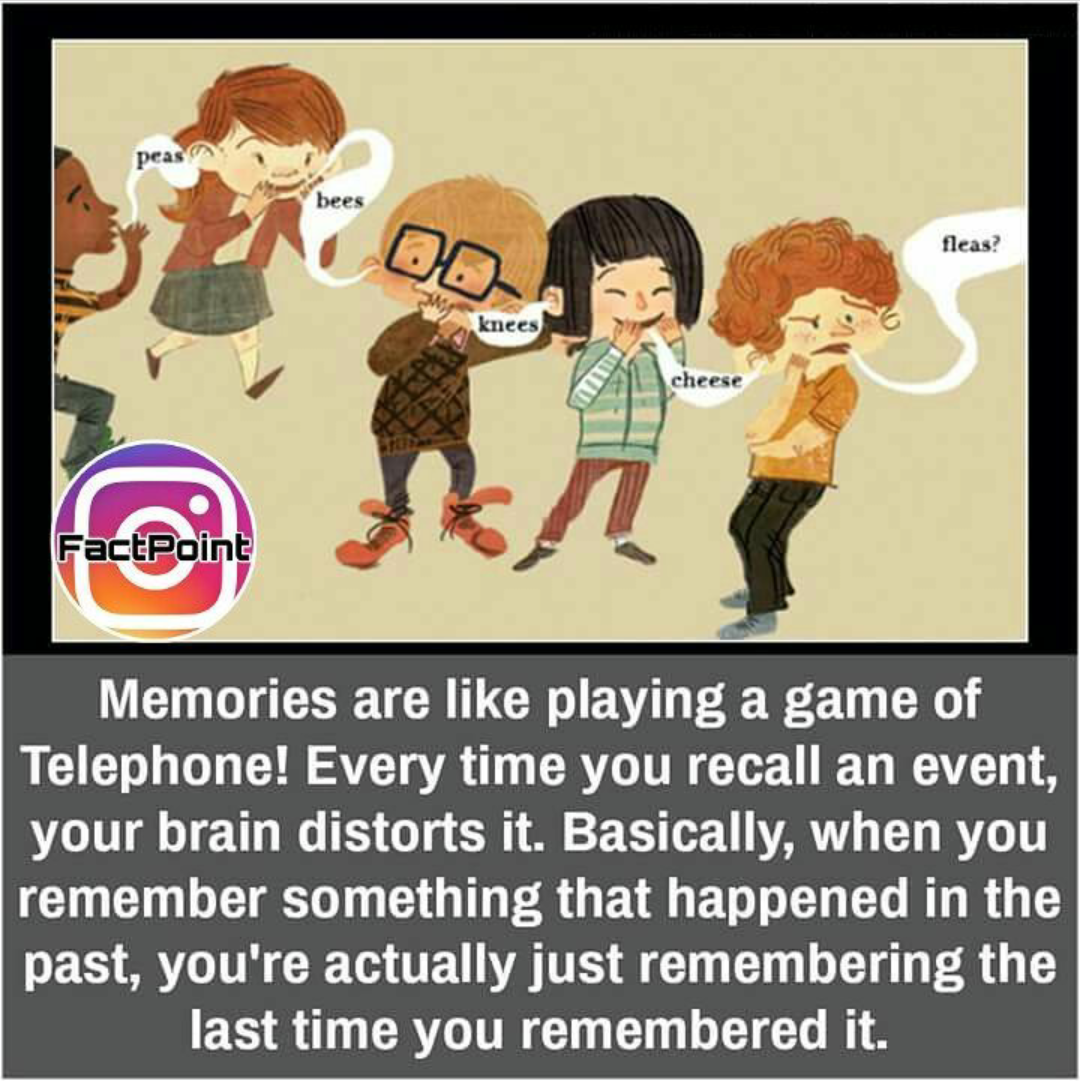 peas
bees
knees
cheese
fleas?
FactPoint
Memories are like playing a game of
Telephone! Every time you recall an event,
your brain distorts it. Basically, when you
remember something that happened in the
past, you're actually just remembering the
last time you remembered it.